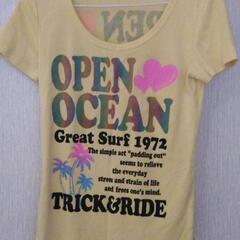 OPEN
OCEAN
Great Surf 1972
The simple act "padding out"
seems to relieve
the everyday
stren and strain of life
and frees one's mind.
TRICK&RIDE